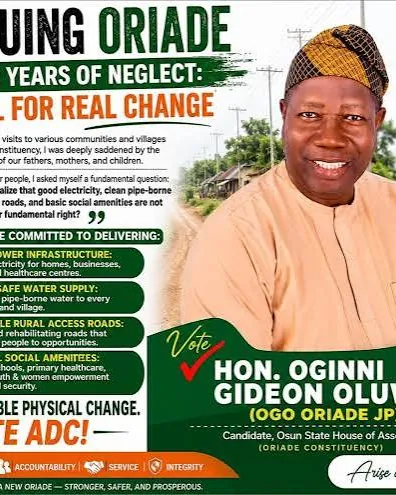 UING ORIADE
YEARS OF NEGLECT:
FOR REAL CHANGE
visits to various communities and villages
nstituency, I was deeply saddened by the
of our fathers, mothers, and children.
r people, I asked myself a fundamental question:
alize that good electricity, clean pipe-borne
roads, and basic social amenities are not
r fundamental right? ”
E COMMITTED TO DELIVERING:
OWER INFRASTRUCTURE:
ctricity for homes, businesses,
d healthcare centres.
SAFE WATER SUPPLY:
pipe-borne water to every
and village.
LE RURAL ACCESS ROADS:
d rehabilitating roads that
people to opportunities.
L SOCIAL AMENITEES:
hools, primary healthcare,
uth & women empowerment
d security.
BLE PHYSICAL CHANGE.
TE ADC!
Vote
HON. OGINNI
GIDEON OLUW
(OGO ORIADE JP)
Candidate, Osun State House of Asse
(ORIADE CONSTITUENCY)
ACCOUNTABILITY | SERVICE | INTEGRITY
A NEW ORIADE — STRONGER, SAFER, AND PROSPEROUS.
Arise